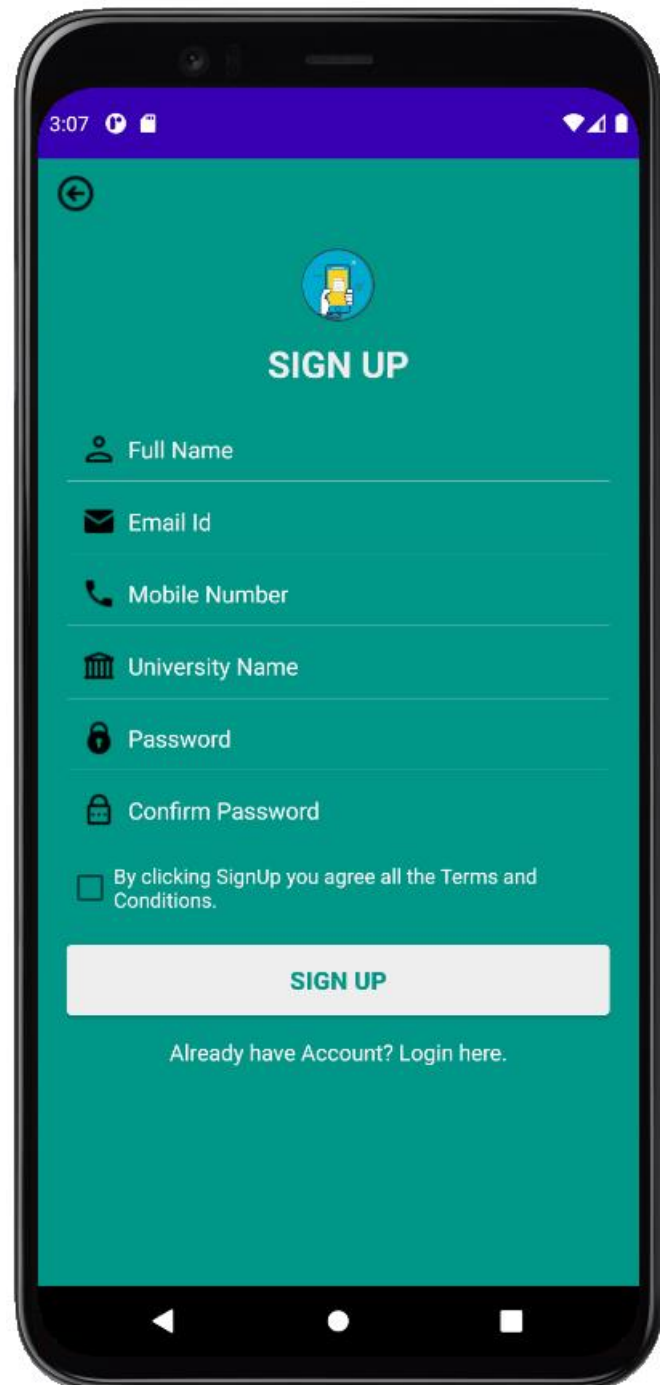 3:07
SIGN UP
Full Name
Email Id
Mobile Number
University Name
Password
Confirm Password
By clicking SignUp you agree all the Terms and
Conditions.
SIGN UP
Already have Account? Login here.